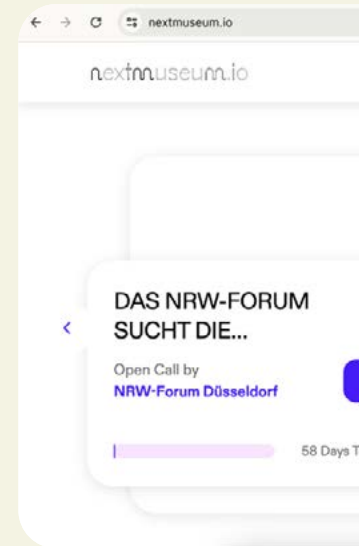 nextmuseum.io
nextmuseum.io
DAS NRW-FORUM
SUCHT DIE...
Open Call by
NRW-Forum Düsseldorf
58 Days T